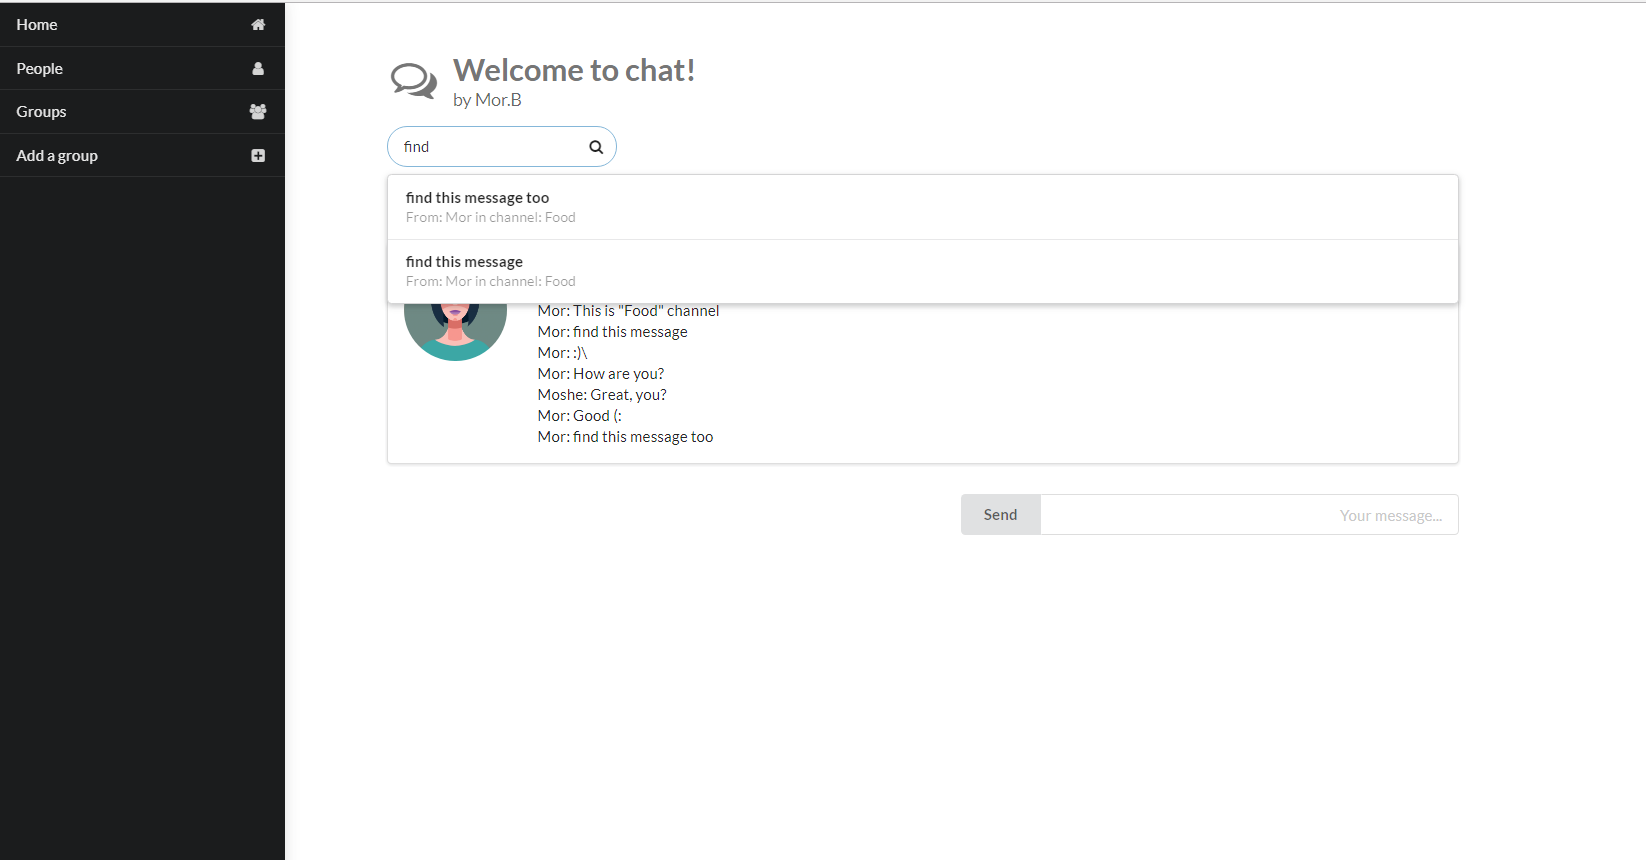 Home
People
Groups
Add a group
Welcome to chat!
by Mor.B
find
find this message too
From: Mor in channel: Food
find this message
From: Mor in channel: Food
Mor: This is "Food" channel
Mor: find this message
Mor: :)\
Mor: How are you?
Moshe: Great, you?
Mor: Good (:
Mor: find this message too
Send
Your message...